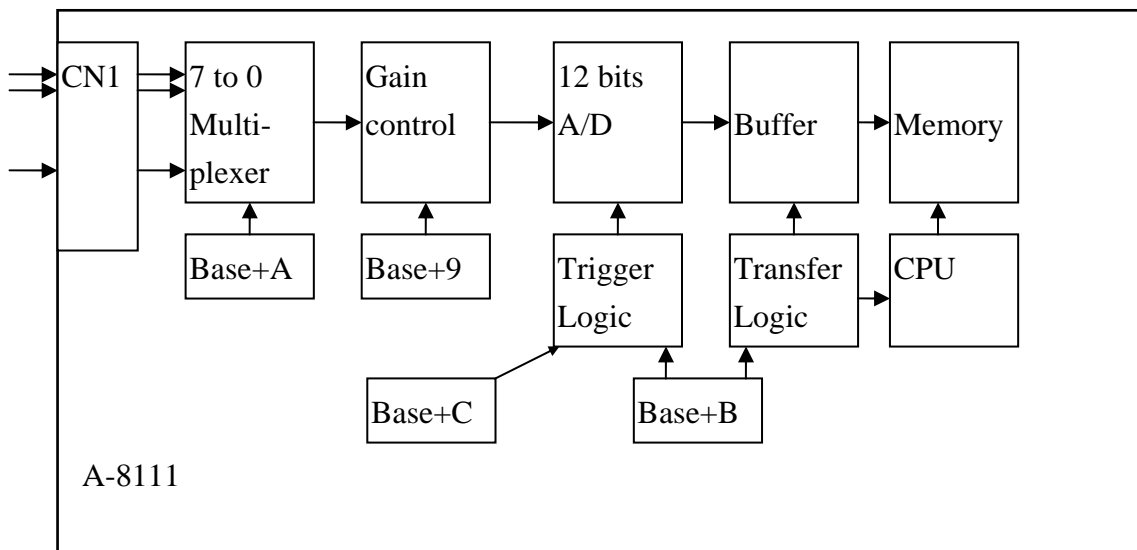 CN1
7 to 0
Multi-
plexer
Gain
control
12 bits
A/D
Buffer
Memory
Base+A
Base+9
Trigger
Logic
Transfer
Logic
CPU
Base+C
Base+B
A-8111